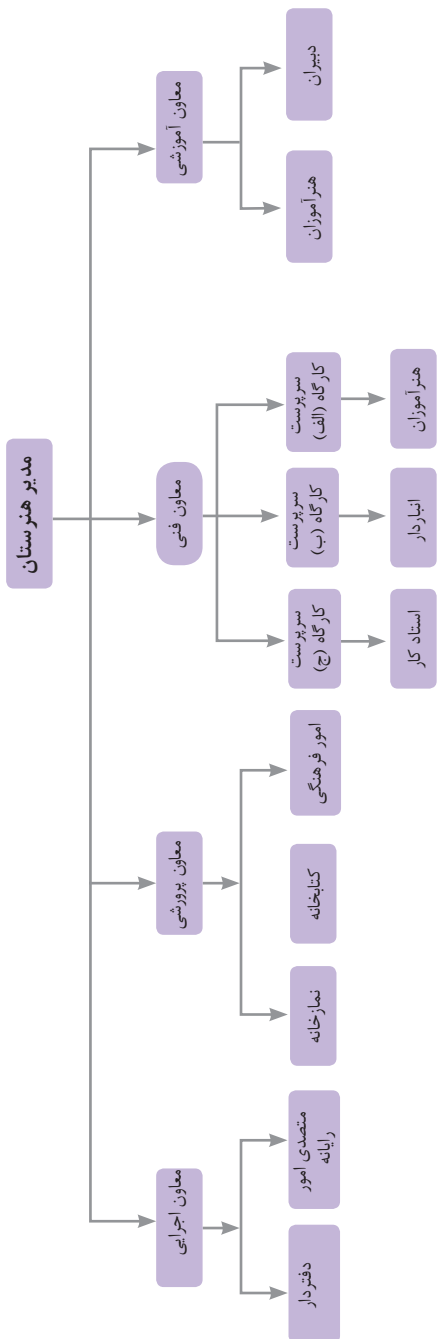 مدیر هنرستان
معاون آموزشی
معاون فنی
معاون پرورشی
معاون اجرایی
دبیران
هنرآموزان
سرپرست
کارگاه (الف)
سرپرست
کارگاه (ب)
سرپرست
کارگاه (ج)
امور فرهنگی
کتابخانه
نمازخانه
متصدی امور
رایانه
دفتردار
هنرآموزان
انباردار
استاد کار